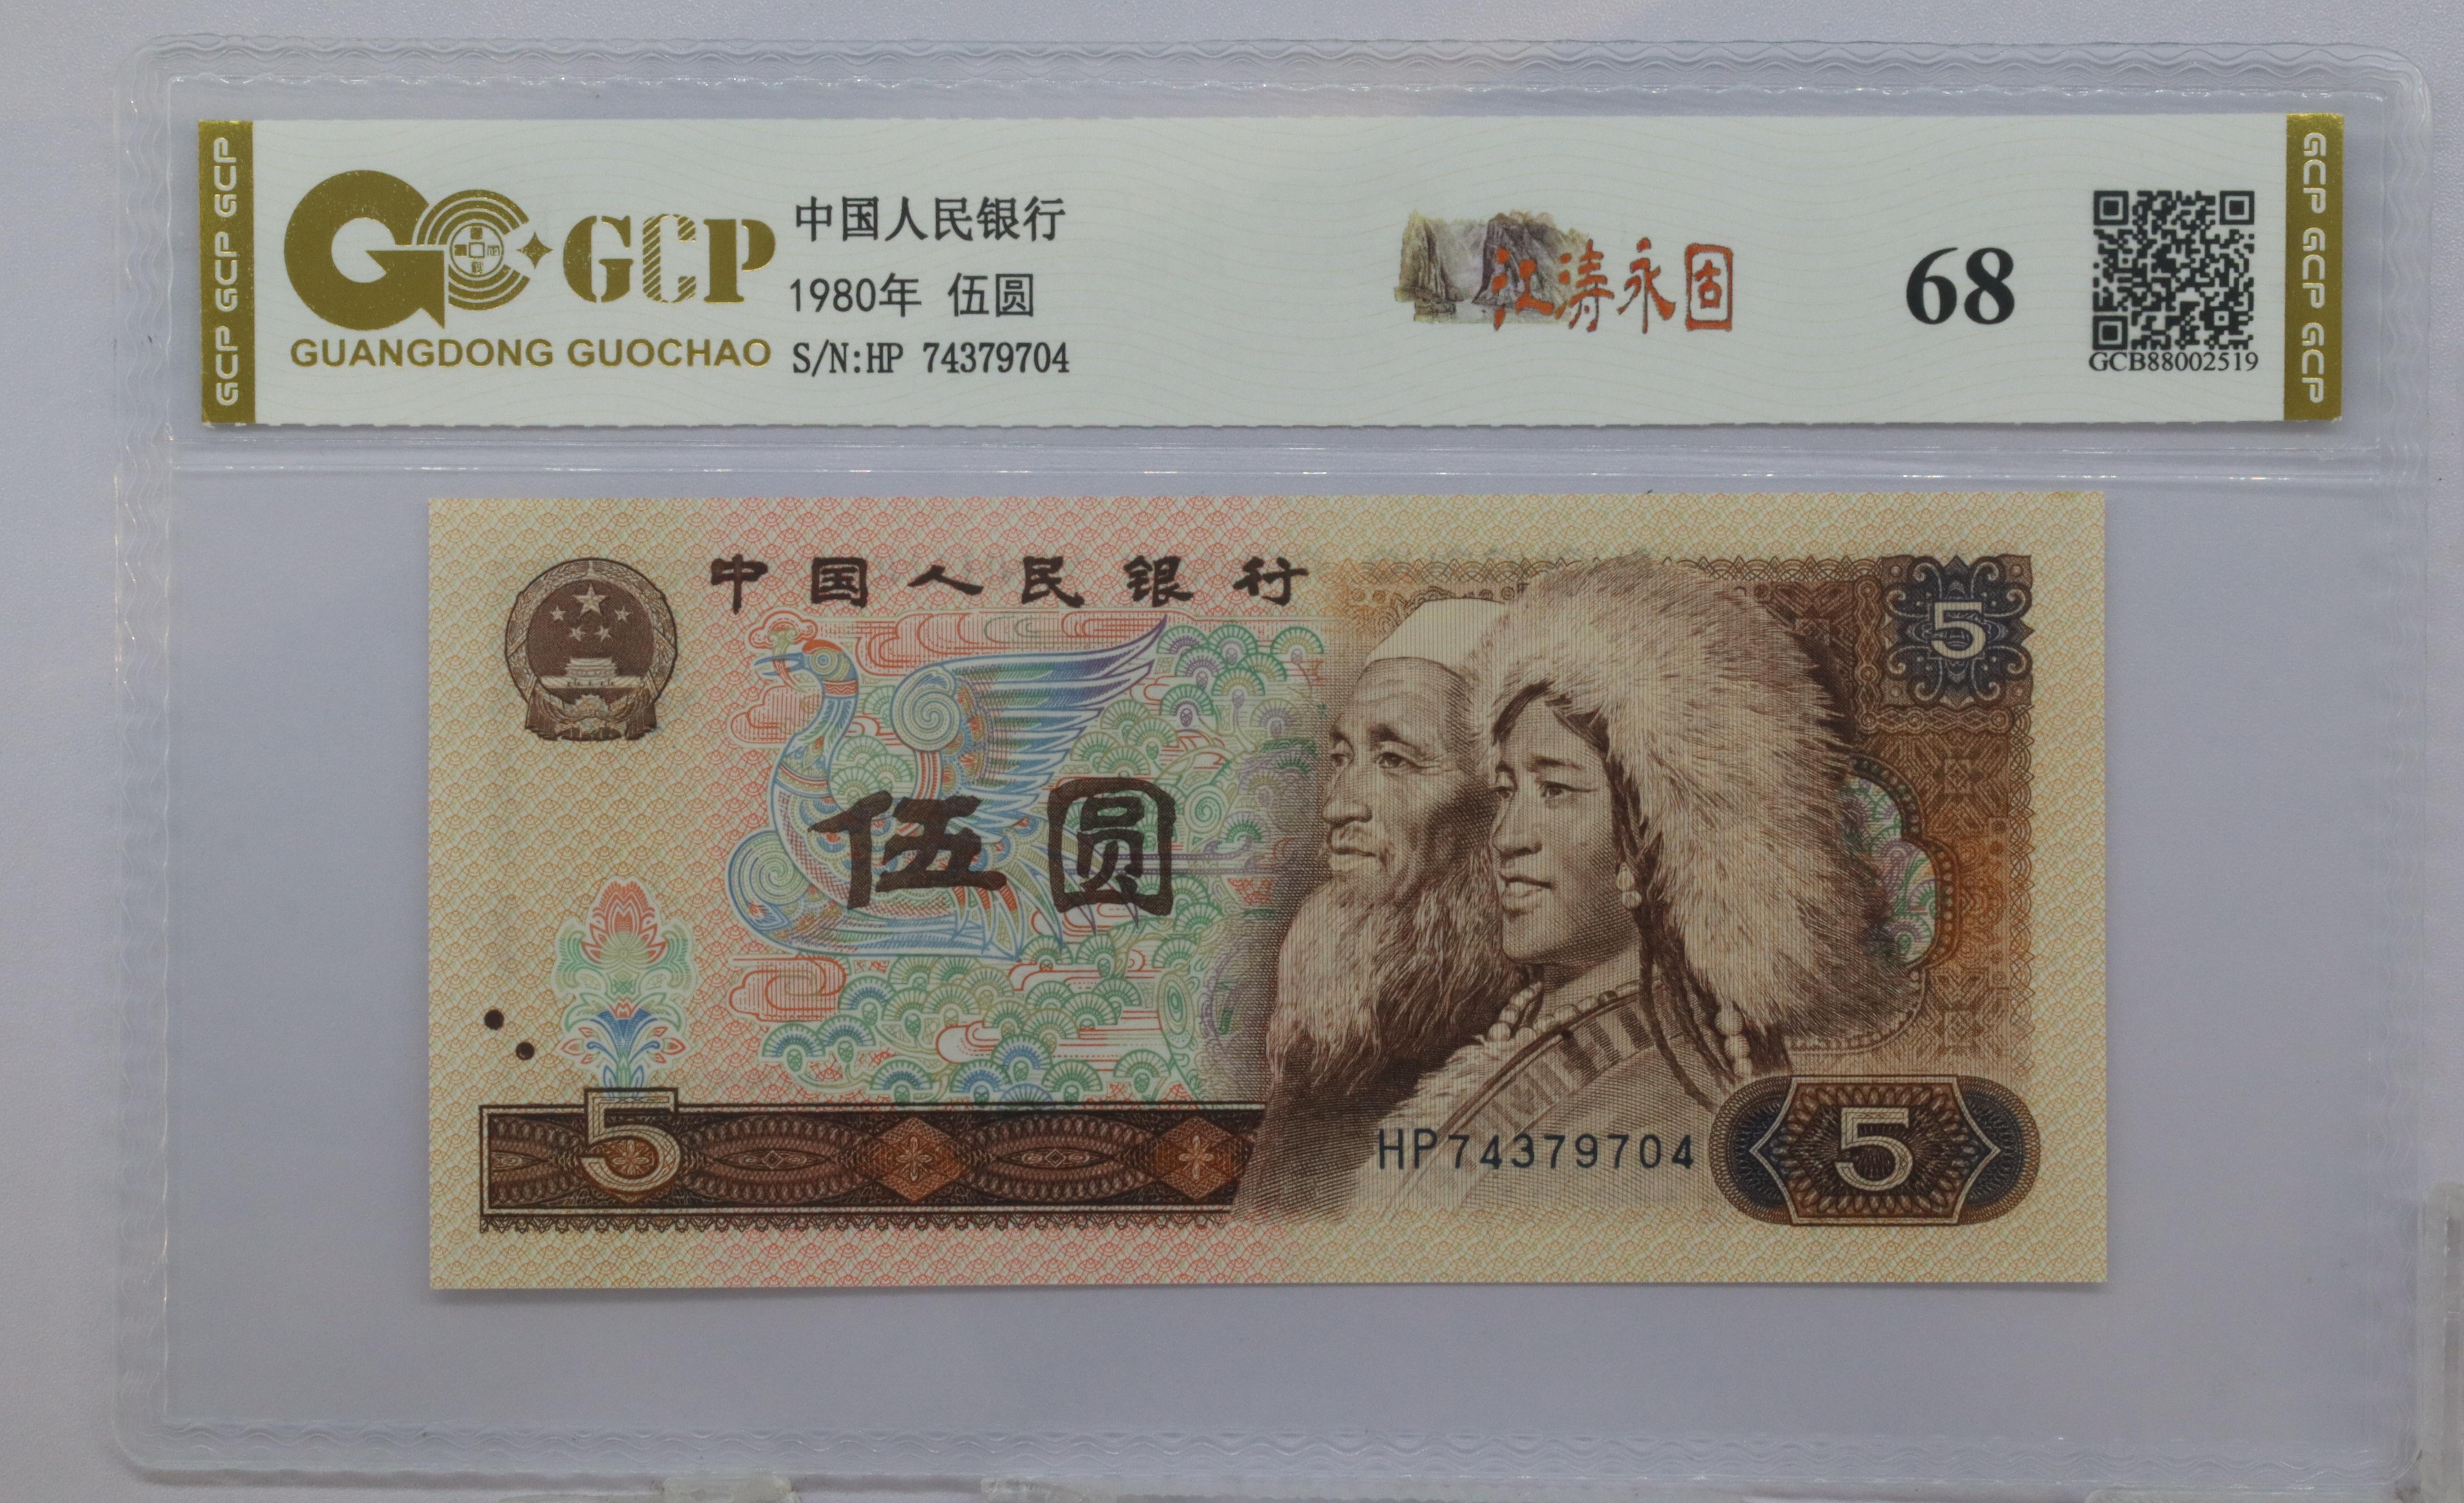 GCP GCP GCP
GCP
GUANGDONG GUOCHAO
中国人民银行
1980年 伍圆
S/N:HP 74379704
江涛永固
68
GCB88002519
GCP GCP GCP
中国人民银行
5
伍圆
5
HP74379704
5